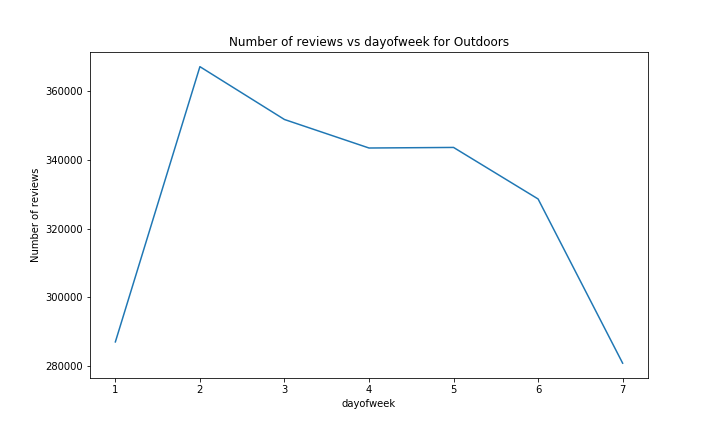 Number of reviews vs dayofweek for Outdoors
360000
340000
320000
300000
280000
Number of reviews
1 2 3 4 5 6 7
dayofweek